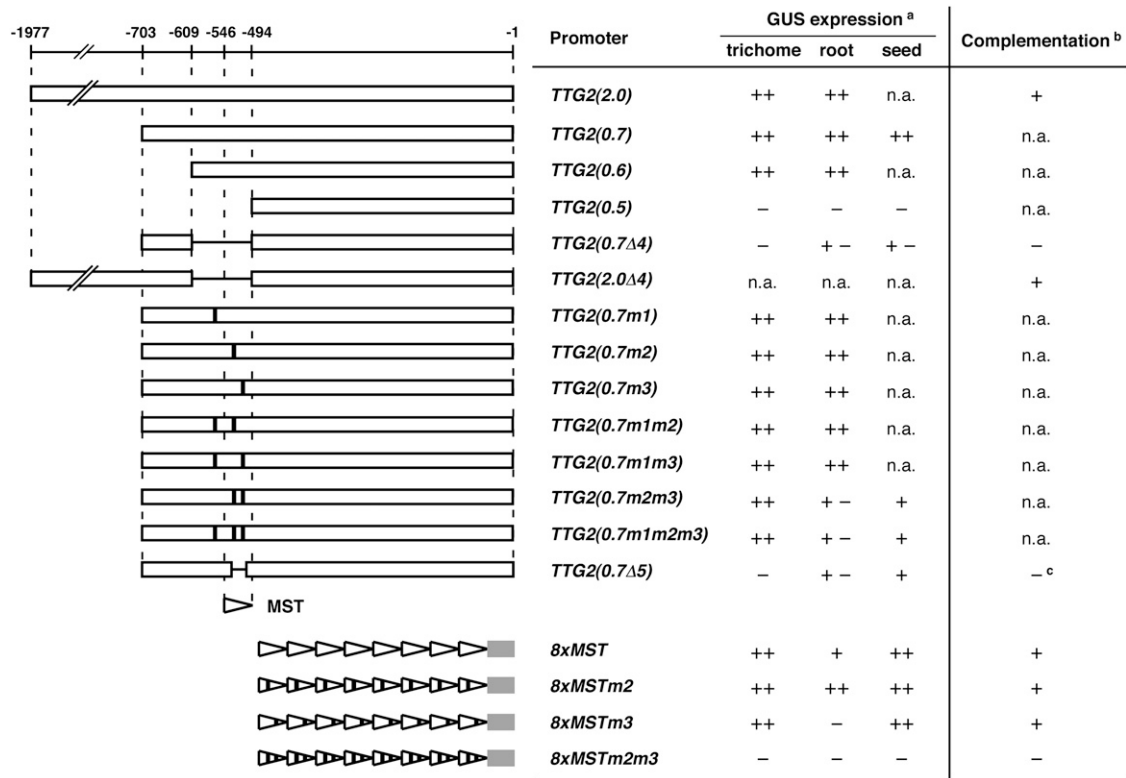 GUS expression a
-1977 -703 -609 -546 -494 -1 Promoter Complementation b
trichome root seed
TTG2(2.0) ++ ++ n.a. +
TTG2(0.7) ++ ++ ++ n.a.
TTG2(0.6) ++ ++ n.a. n.a.
TTG2(0.5) – – – n.a.
TTG2(0.7Δ4) – + – + – –
TTG2(2.0Δ4) n.a. n.a. n.a. +
TTG2(0.7m1) ++ ++ n.a. n.a.
TTG2(0.7m2) ++ ++ n.a. n.a.
TTG2(0.7m3) ++ ++ n.a. n.a.
TTG2(0.7m1m2) ++ ++ n.a. n.a.
TTG2(0.7m1m3) ++ ++ n.a. n.a.
TTG2(0.7m2m3) ++ + – + n.a.
TTG2(0.7m1m2m3) ++ + – + n.a.
TTG2(0.7Δ5) – + – + – c
MST
8xMST ++ + ++ +
8xMSTm2 ++ ++ ++ +
8xMSTm3 ++ – ++ +
8xMSTm2m3 – – – –